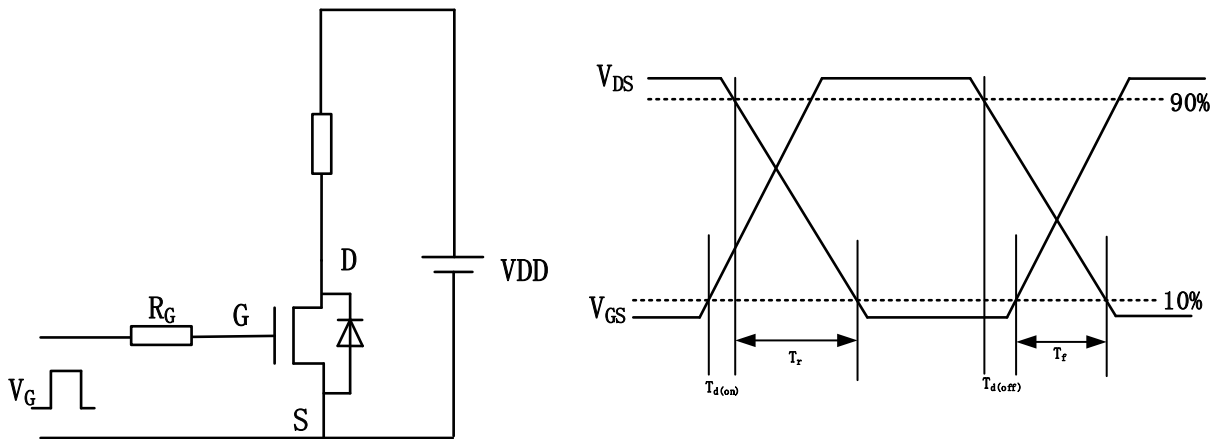 D
VDD
R_G
G
V_G
S
V_DS
90%
V_GS
10%
T_r
T_f
T_d(on)
T_d(off)